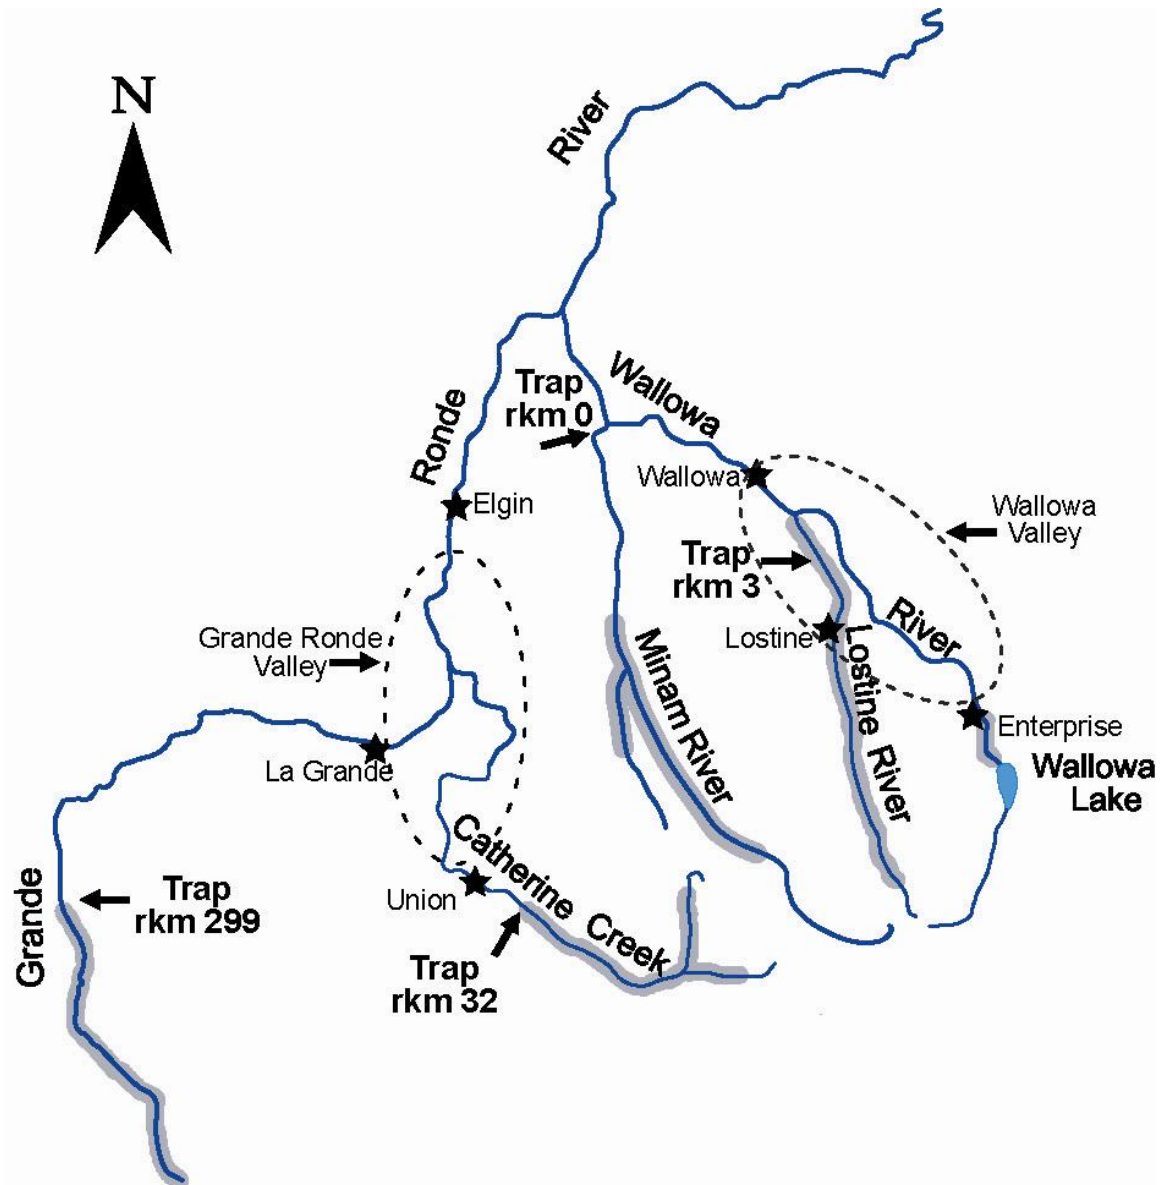 N
River
Wallowa
Trap
rkm 0
Ronde
Wallowa
Wallowa
Valley
Elgin
Trap
rkm 3
River
Lostine
Grande Ronde
Valley
Minam River
Lostine River
Enterprise
La Grande
Wallowa
Lake
Catherine Creek
Union
Grande
Trap
rkm 299
Trap
rkm 32